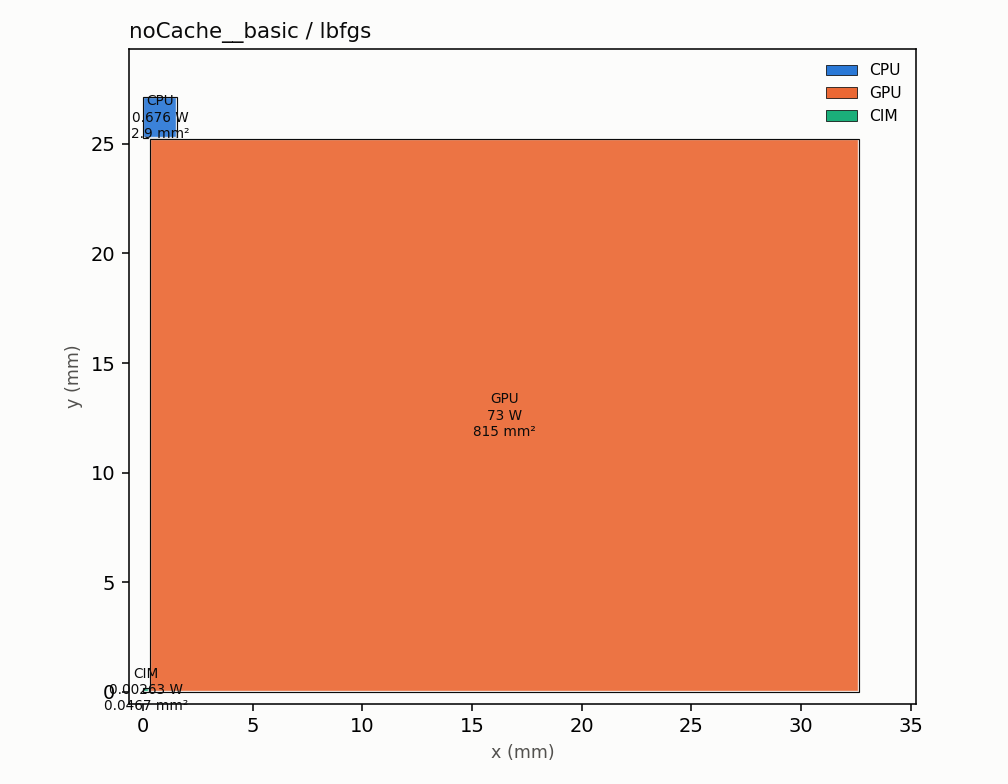 noCache__basic / lbfgs
CPU
GPU
CIM
CPU
0.676 W
2.9 mm²
25
20
15
10
5
0
y (mm)
GPU
73 W
815 mm²
CIM
0.00263 W
0.0467 mm²
0
5
10
15
20
25
30
35
x (mm)